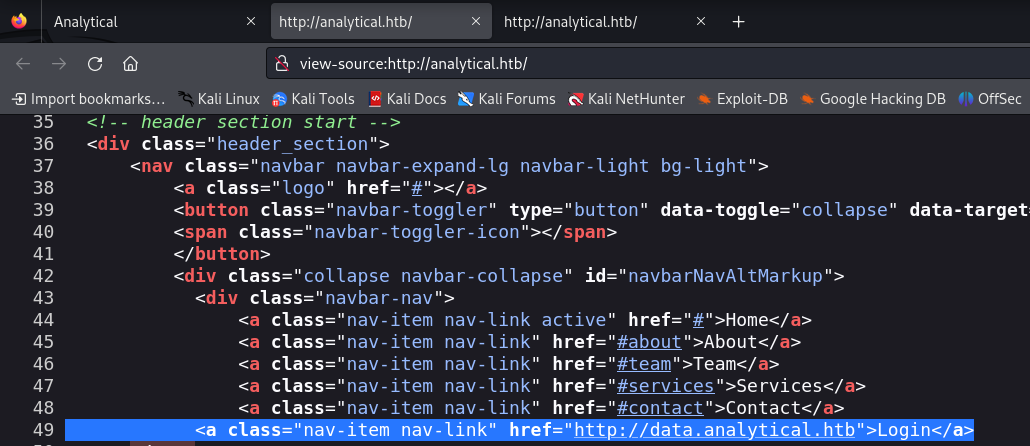 Analytical × http://analytical.htb/ × http://analytical.htb/ × +
view-source:http://analytical.htb/
Import bookmarks... Kali Linux Kali Tools Kali Docs Kali Forums Kali NetHunter Exploit-DB Google Hacking DB OffSec
35 <!-- header section start -->
36 <div class="header_section">
37 <nav class="navbar navbar-expand-lg navbar-light bg-light">
38 <a class="logo" href="#"></a>
39 <button class="navbar-toggler" type="button" data-toggle="collapse" data-target=
40 <span class="navbar-toggler-icon"></span>
41 </button>
42 <div class="collapse navbar-collapse" id="navbarNavAltMarkup">
43 <div class="navbar-nav">
44 <a class="nav-item nav-link active" href="#">Home</a>
45 <a class="nav-item nav-link" href="#about">About</a>
46 <a class="nav-item nav-link" href="#team">Team</a>
47 <a class="nav-item nav-link" href="#services">Services</a>
48 <a class="nav-item nav-link" href="#contact">Contact</a>
49 <a class="nav-item nav-link" href="http://data.analytical.htb">Login</a>